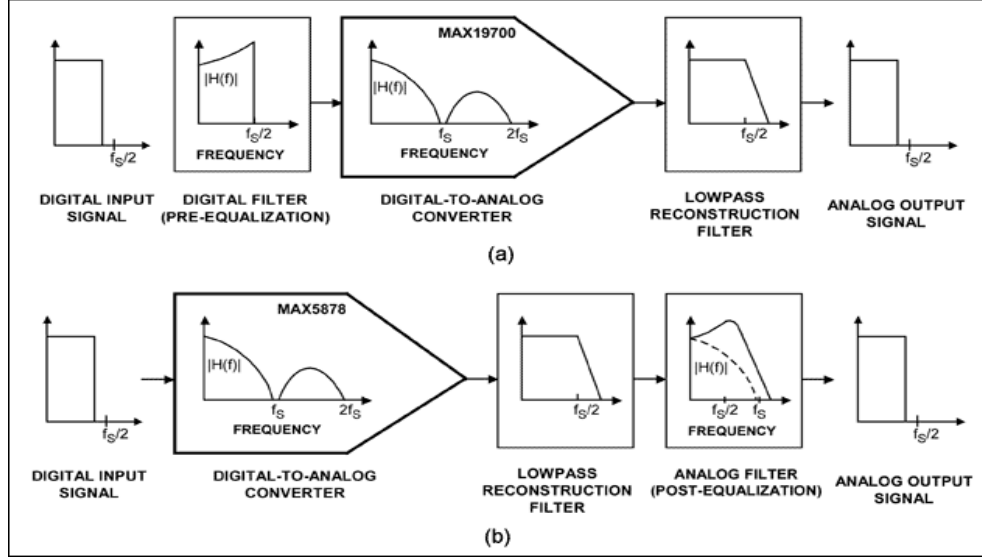 MAX19700
|H(f)|
|H(f)|
fS/2
fS/2
fS
2fS
fS/2
fS/2
FREQUENCY
FREQUENCY
DIGITAL INPUT
SIGNAL
DIGITAL FILTER
(PRE-EQUALIZATION)
DIGITAL-TO-ANALOG
CONVERTER
LOWPASS
RECONSTRUCTION
FILTER
ANALOG OUTPUT
SIGNAL
(a)
MAX5878
|H(f)|
|H(f)|
fS/2
fS
2fS
fS/2
fS/2
fS
fS/2
FREQUENCY
FREQUENCY
DIGITAL INPUT
SIGNAL
DIGITAL-TO-ANALOG
CONVERTER
LOWPASS
RECONSTRUCTION
FILTER
ANALOG FILTER
(POST-EQUALIZATION)
ANALOG OUTPUT
SIGNAL
(b)